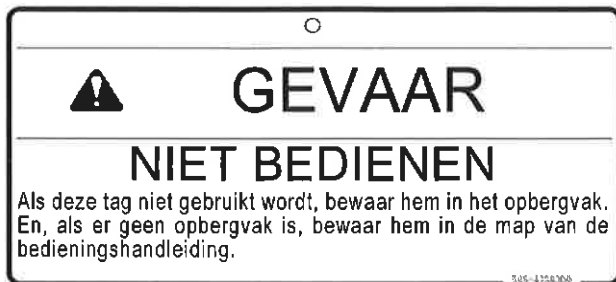 GEVAAR
NIET BEDIENEN
Als deze tag niet gebruikt wordt, bewaar hem in het opbergvak.
En, als er geen opbergvak is, bewaar hem in de map van de
bedieningshandleiding.